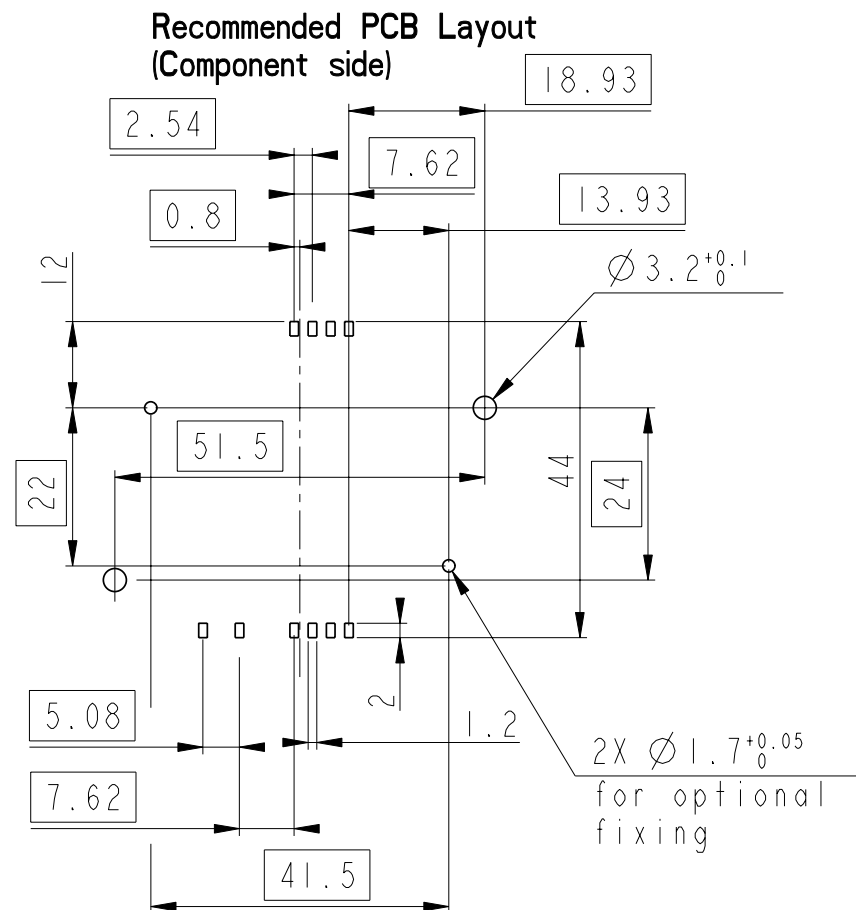 Recommended PCB Layout
(Component side)
18.93
2.54
7.62
13.93
0.8
12
Ø3.2 +0.1 0
51.5
22
44
24
5.08
2
1.2
7.62
2X Ø1.7 +0.05 0
for optional
fixing
41.5